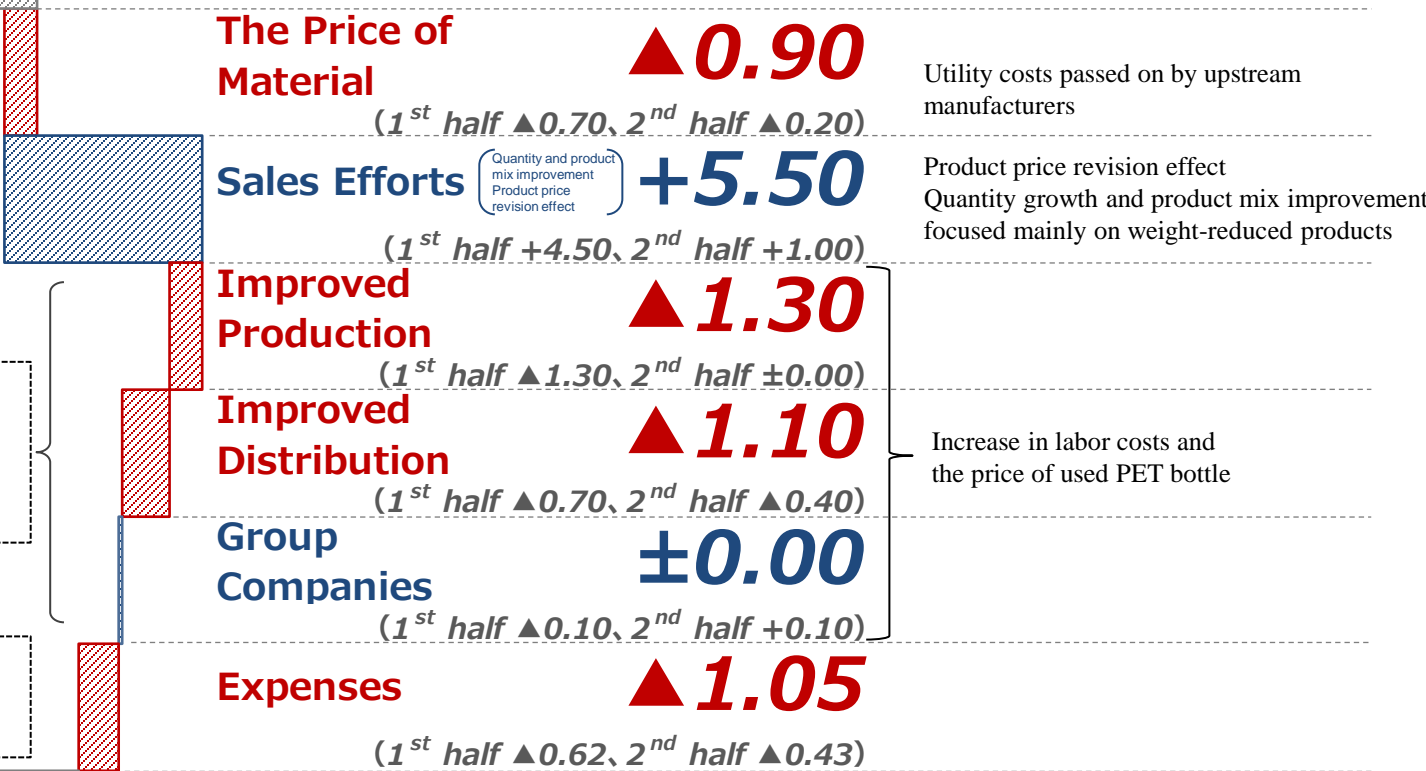 The Price of
Material
▲0.90
(1st half ▲0.70、2nd half ▲0.20)
Utility costs passed on by upstream
manufacturers
Sales Efforts
Quantity and product
mix improvement
Product price
revision effect
+5.50
(1st half +4.50、2nd half +1.00)
Product price revision effect
Quantity growth and product mix improvement
focused mainly on weight-reduced products
Improved
Production
▲1.30
(1st half ▲1.30、2nd half ±0.00)
Improved
Distribution
▲1.10
(1st half ▲0.70、2nd half ▲0.40)
Increase in labor costs and
the price of used PET bottle
Group
Companies
±0.00
(1st half ▲0.10、2nd half +0.10)
Expenses
▲1.05
(1st half ▲0.62、2nd half ▲0.43)